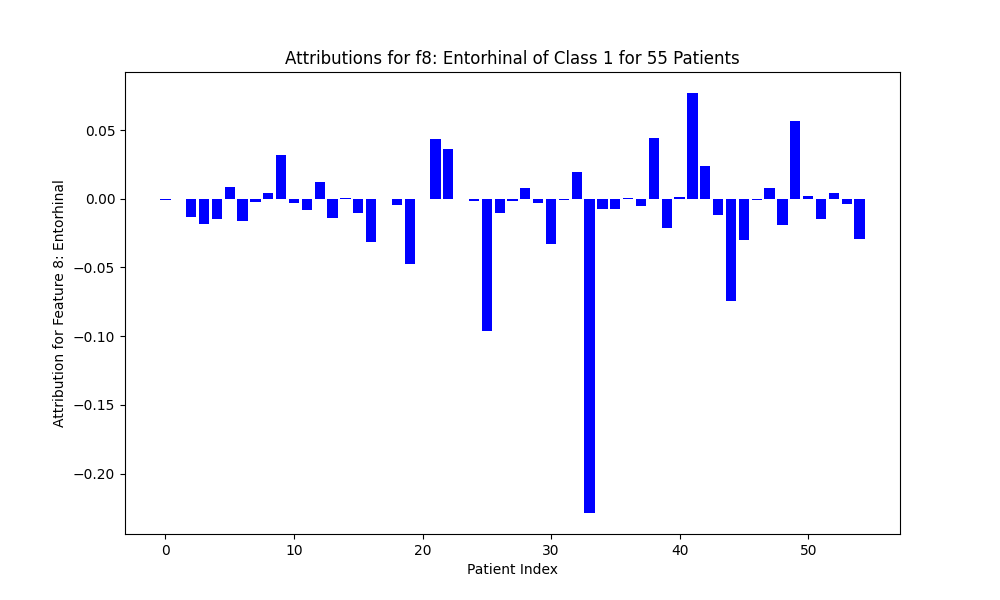 Attributions for f8: Entorhinal of Class 1 for 55 Patients
Attribution for Feature 8: Entorhinal
0.05
0.00
−0.05
−0.10
−0.15
−0.20
0 10 20 30 40 50
Patient Index